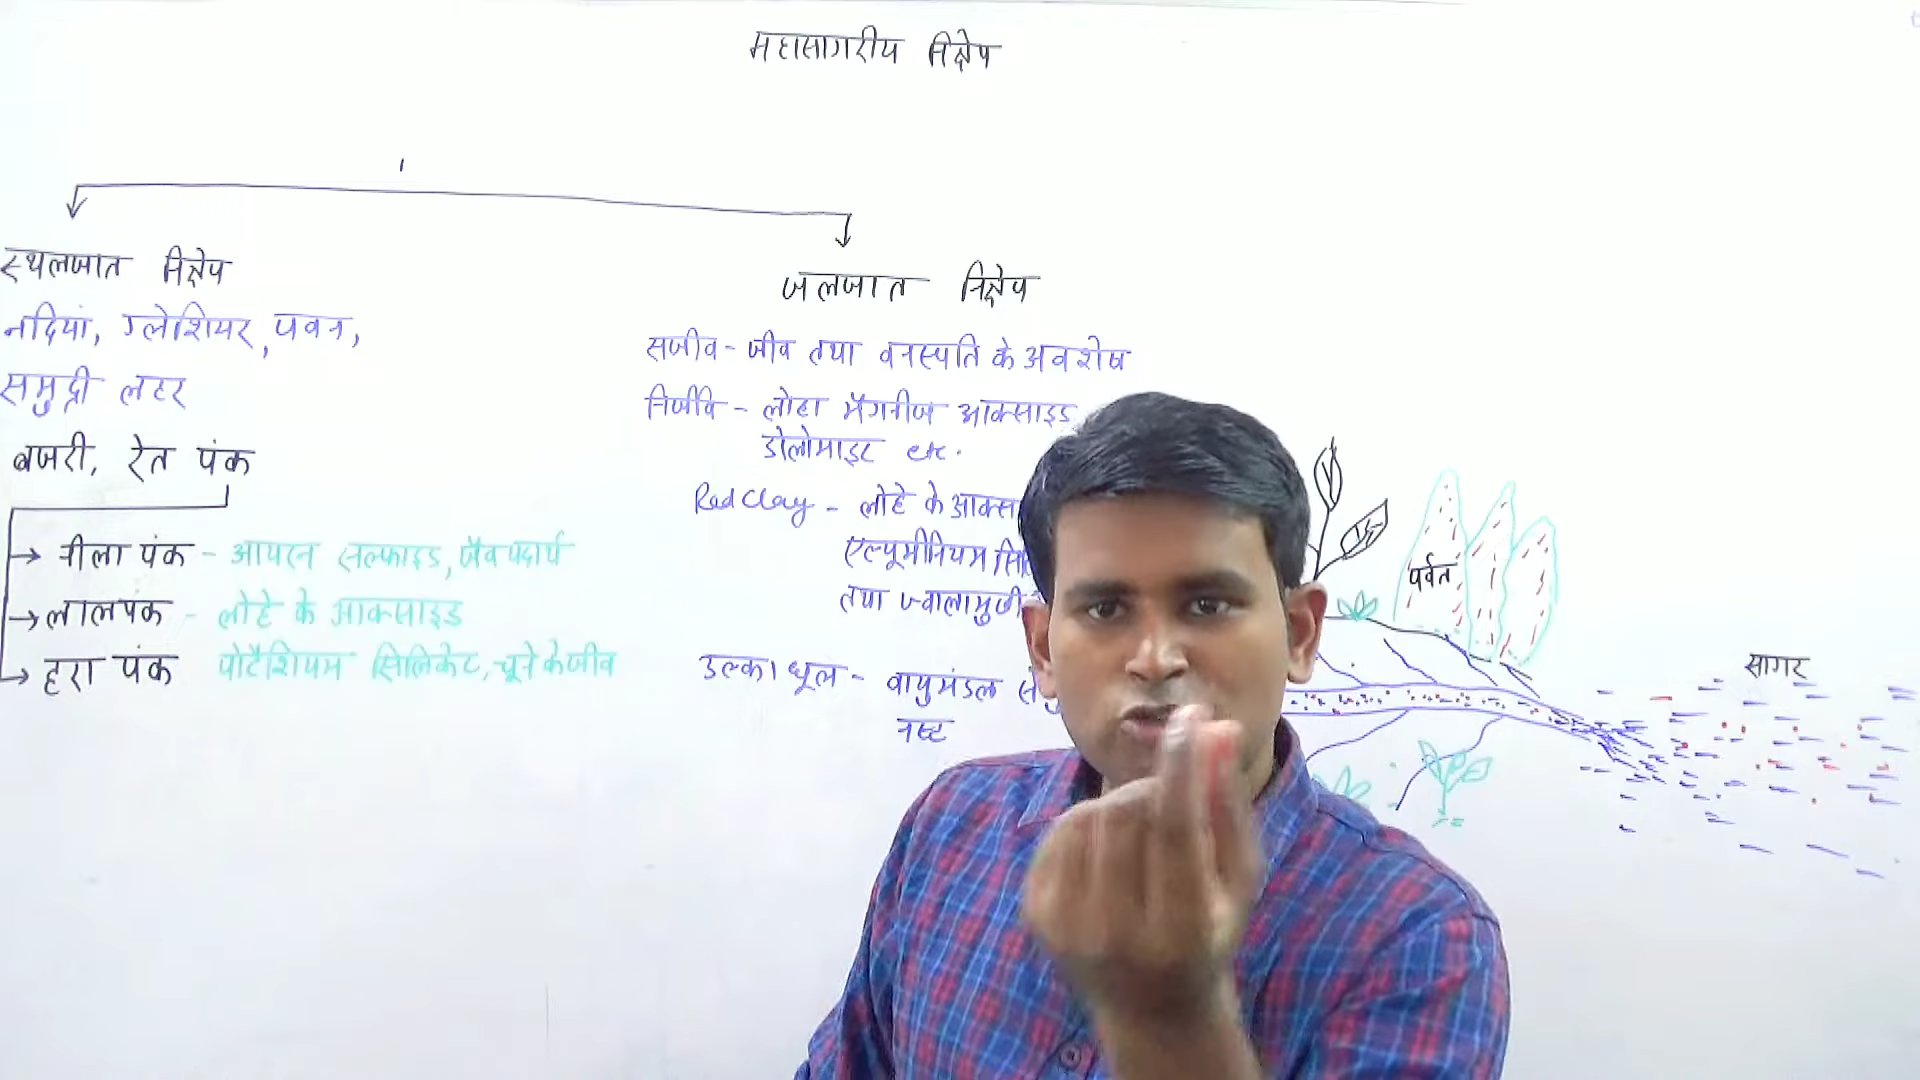 महासागरीय निक्षेप
स्थलजात निक्षेप
नदियां, ग्लेशियर, पवन,
समुद्री लहर
बजरी, रेत पंक
नीला पंक - आयरन सल्फाइड, जैव पदार्थ
लालपंक - लोहे के आक्साइड
हरा पंक पोटैशियम सिलिकेट, चूने के जीव
जलजात निक्षेप
सजीव - जीव तथा वनस्पति के अवशेष
निर्जीव - लोहा मैगनीज आक्साइड
डोलोमाइट etc.
Red Clay - लोहे के
एल्यूमीनियम
तथा
उल्का धूल - वायुमंडल
नष्ट
पर्वत
सागर